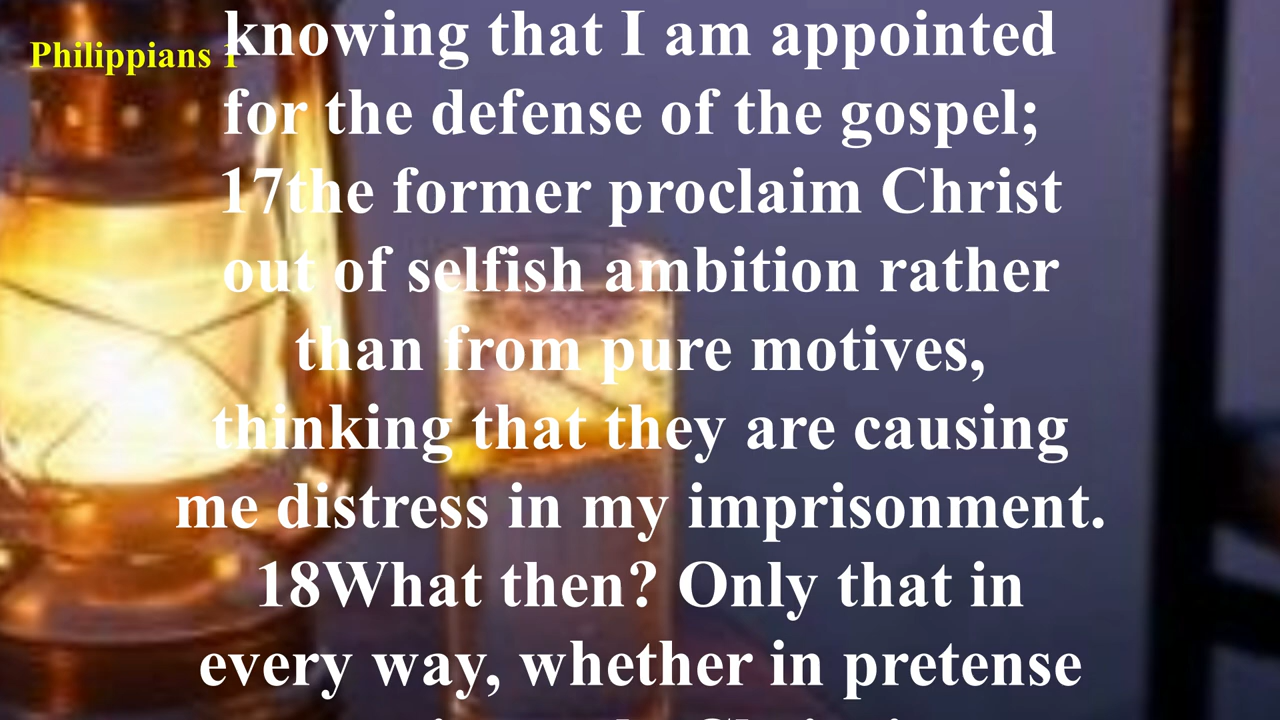 Philippians 1
knowing that I am appointed
for the defense of the gospel;
17the former proclaim Christ
out of selfish ambition rather
than from pure motives,
thinking that they are causing
me distress in my imprisonment.
18What then? Only that in
every way, whether in pretense